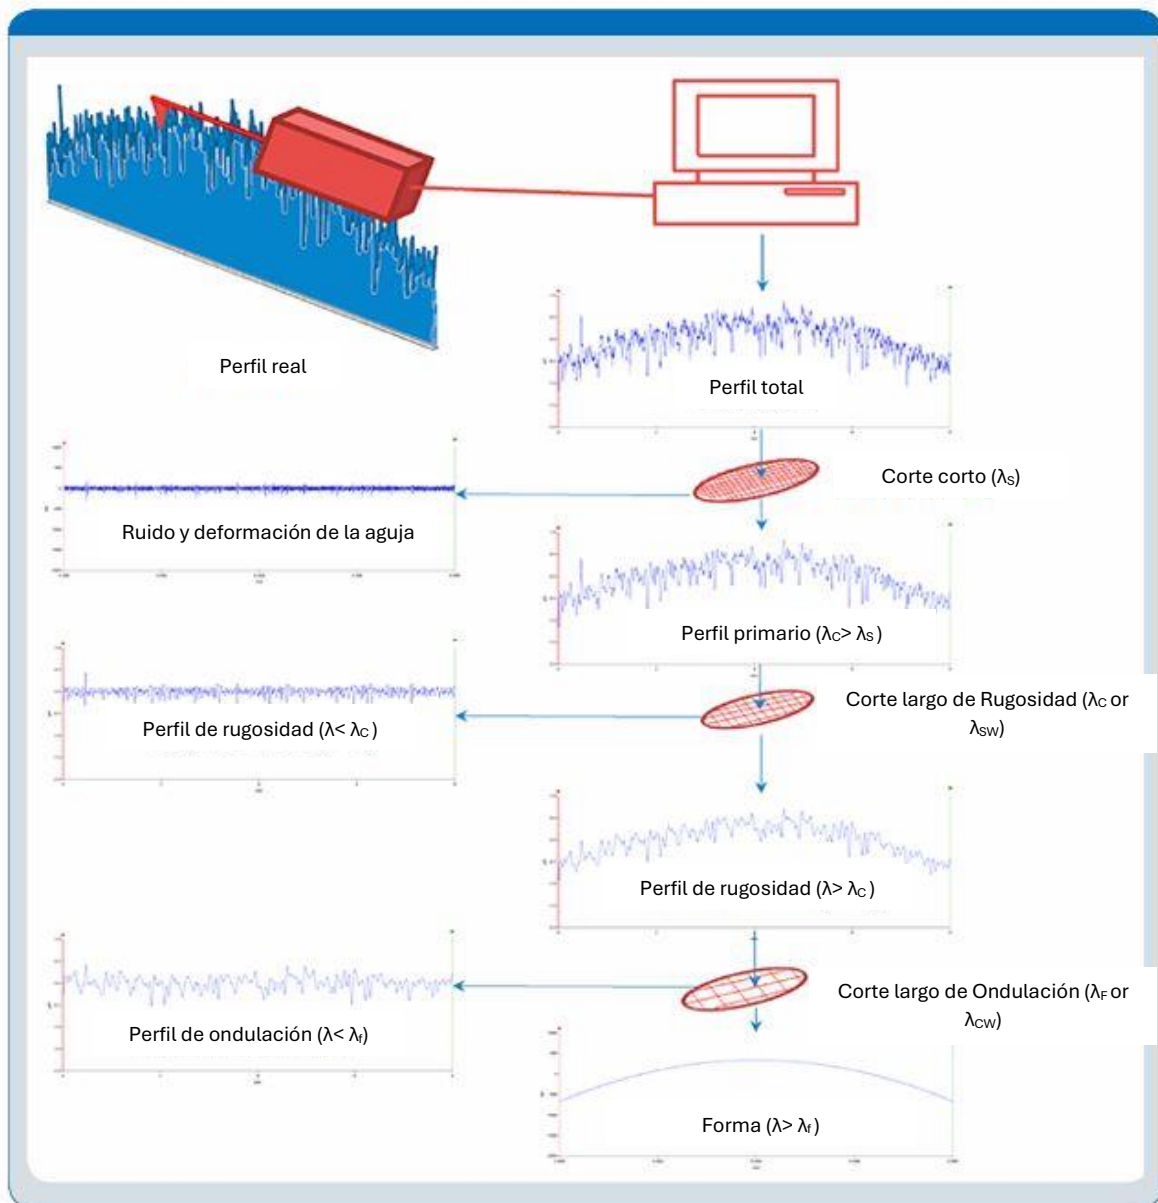 Perfil real
Perfil total
Corte corto (λS)
Ruido y deformación de la aguja
Perfil primario (λC> λS)
Corte largo de Rugosidad (λC or
λSW)
Perfil de rugosidad (λ< λC)
Perfil de rugosidad (λ> λC)
Corte largo de Ondulación (λF or
λCW)
Perfil de ondulación (λ< λf)
Forma (λ> λf)